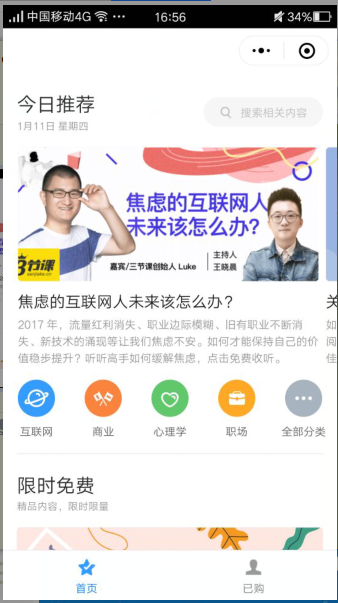 中国移动4G 16:56 34%
今日推荐
搜索相关内容
1月11日 星期四
焦虑的互联网人
未来该怎么办?
三节课
sanjieke.cn
嘉宾/三节课创始人 Luke
主持人
王晓晨
焦虑的互联网人未来该怎么办？
关
2017 年，流量红利消失、职业边际模糊、旧有职业不断消
失、新技术的涌现等让我们焦虑不安。如何才能保持自己的价
值稳步提升？听听高手如何缓解焦虑，点击免费收听。
如
阅
佳
互联网 商业 心理学 职场 全部分类
限时免费
精品内容，限时限量
首页 已购